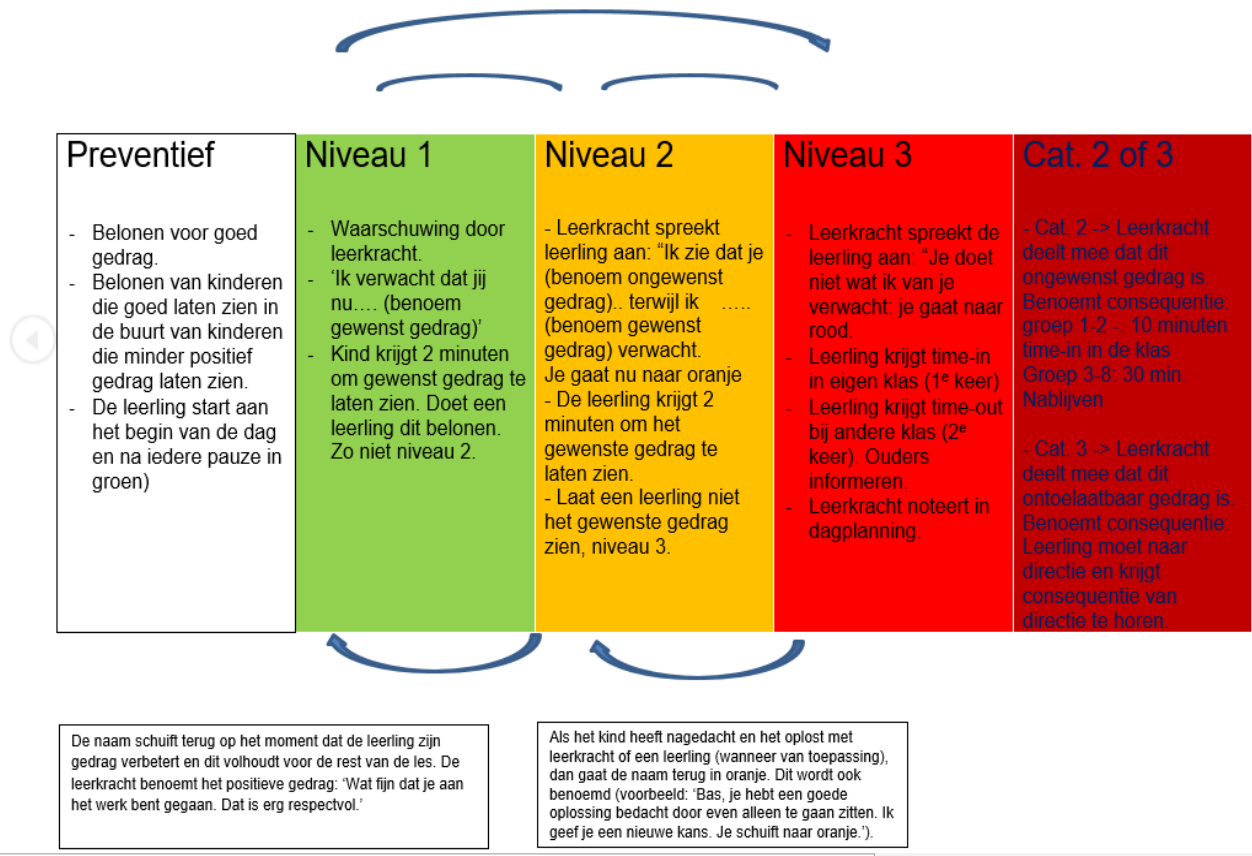 Preventief
- Belonen voor goed
gedrag.
- Belonen van kinderen
die goed laten zien in
de buurt van kinderen
die minder positief
gedrag laten zien.
- De leerling start aan
het begin van de dag
en na iedere pauze in
groen)
Niveau 1
- Waarschuwing door
leerkracht.
- ‘Ik verwacht dat jij
nu.... (benoem
gewenst gedrag)’
- Kind krijgt 2 minuten
om gewenst gedrag te
laten zien. Doet een
leerling dit belonen.
Zo niet niveau 2.
Niveau 2
- Leerkracht spreekt
leerling aan: “Ik zie dat je
(benoem ongewenst
gedrag).. terwijl ik .....
(benoem gewenst
gedrag) verwacht.
Je gaat nu naar oranje
- De leerling krijgt 2
minuten om het
gewenste gedrag te
laten zien.
- Laat een leerling niet
het gewenste gedrag
zien, niveau 3.
Niveau 3
- Leerkracht spreekt de
leerling aan: “Je doet
niet wat ik van je
verwacht: je gaat naar
rood.
- Leerling krijgt time-in
in eigen klas (1e keer)
- Leerling krijgt time-out
bij andere klas (2e
keer). Ouders
informeren.
- Leerkracht noteert in
dagplanning.
Cat. 2 of 3
- Cat. 2 -> Leerkracht
deelt mee dat dit
ongewenst gedrag is.
Benoemt consequentie:
groep 1-2 -. 10 minuten
time-in in de klas
Groep 3-8: 30 min.
Nablijven
- Cat. 3 -> Leerkracht
deelt mee dat dit
ontoelaatbaar gedrag is.
Benoemt consequentie:
Leerling moet naar
directie en krijgt
consequentie van
directie te horen.
De naam schuift terug op het moment dat de leerling zijn
gedrag verbetert en dit volhoudt voor de rest van de les. De
leerkracht benoemt het positieve gedrag: ‘Wat fijn dat je aan
het werk bent gegaan. Dat is erg respectvol.’
Als het kind heeft nagedacht en het oplost met
leerkracht of een leerling (wanneer van toepassing),
dan gaat de naam terug in oranje. Dit wordt ook
benoemd (voorbeeld: ‘Bas, je hebt een goede
oplossing bedacht door even alleen te gaan zitten. Ik
geef je een nieuwe kans. Je schuift naar oranje.’).